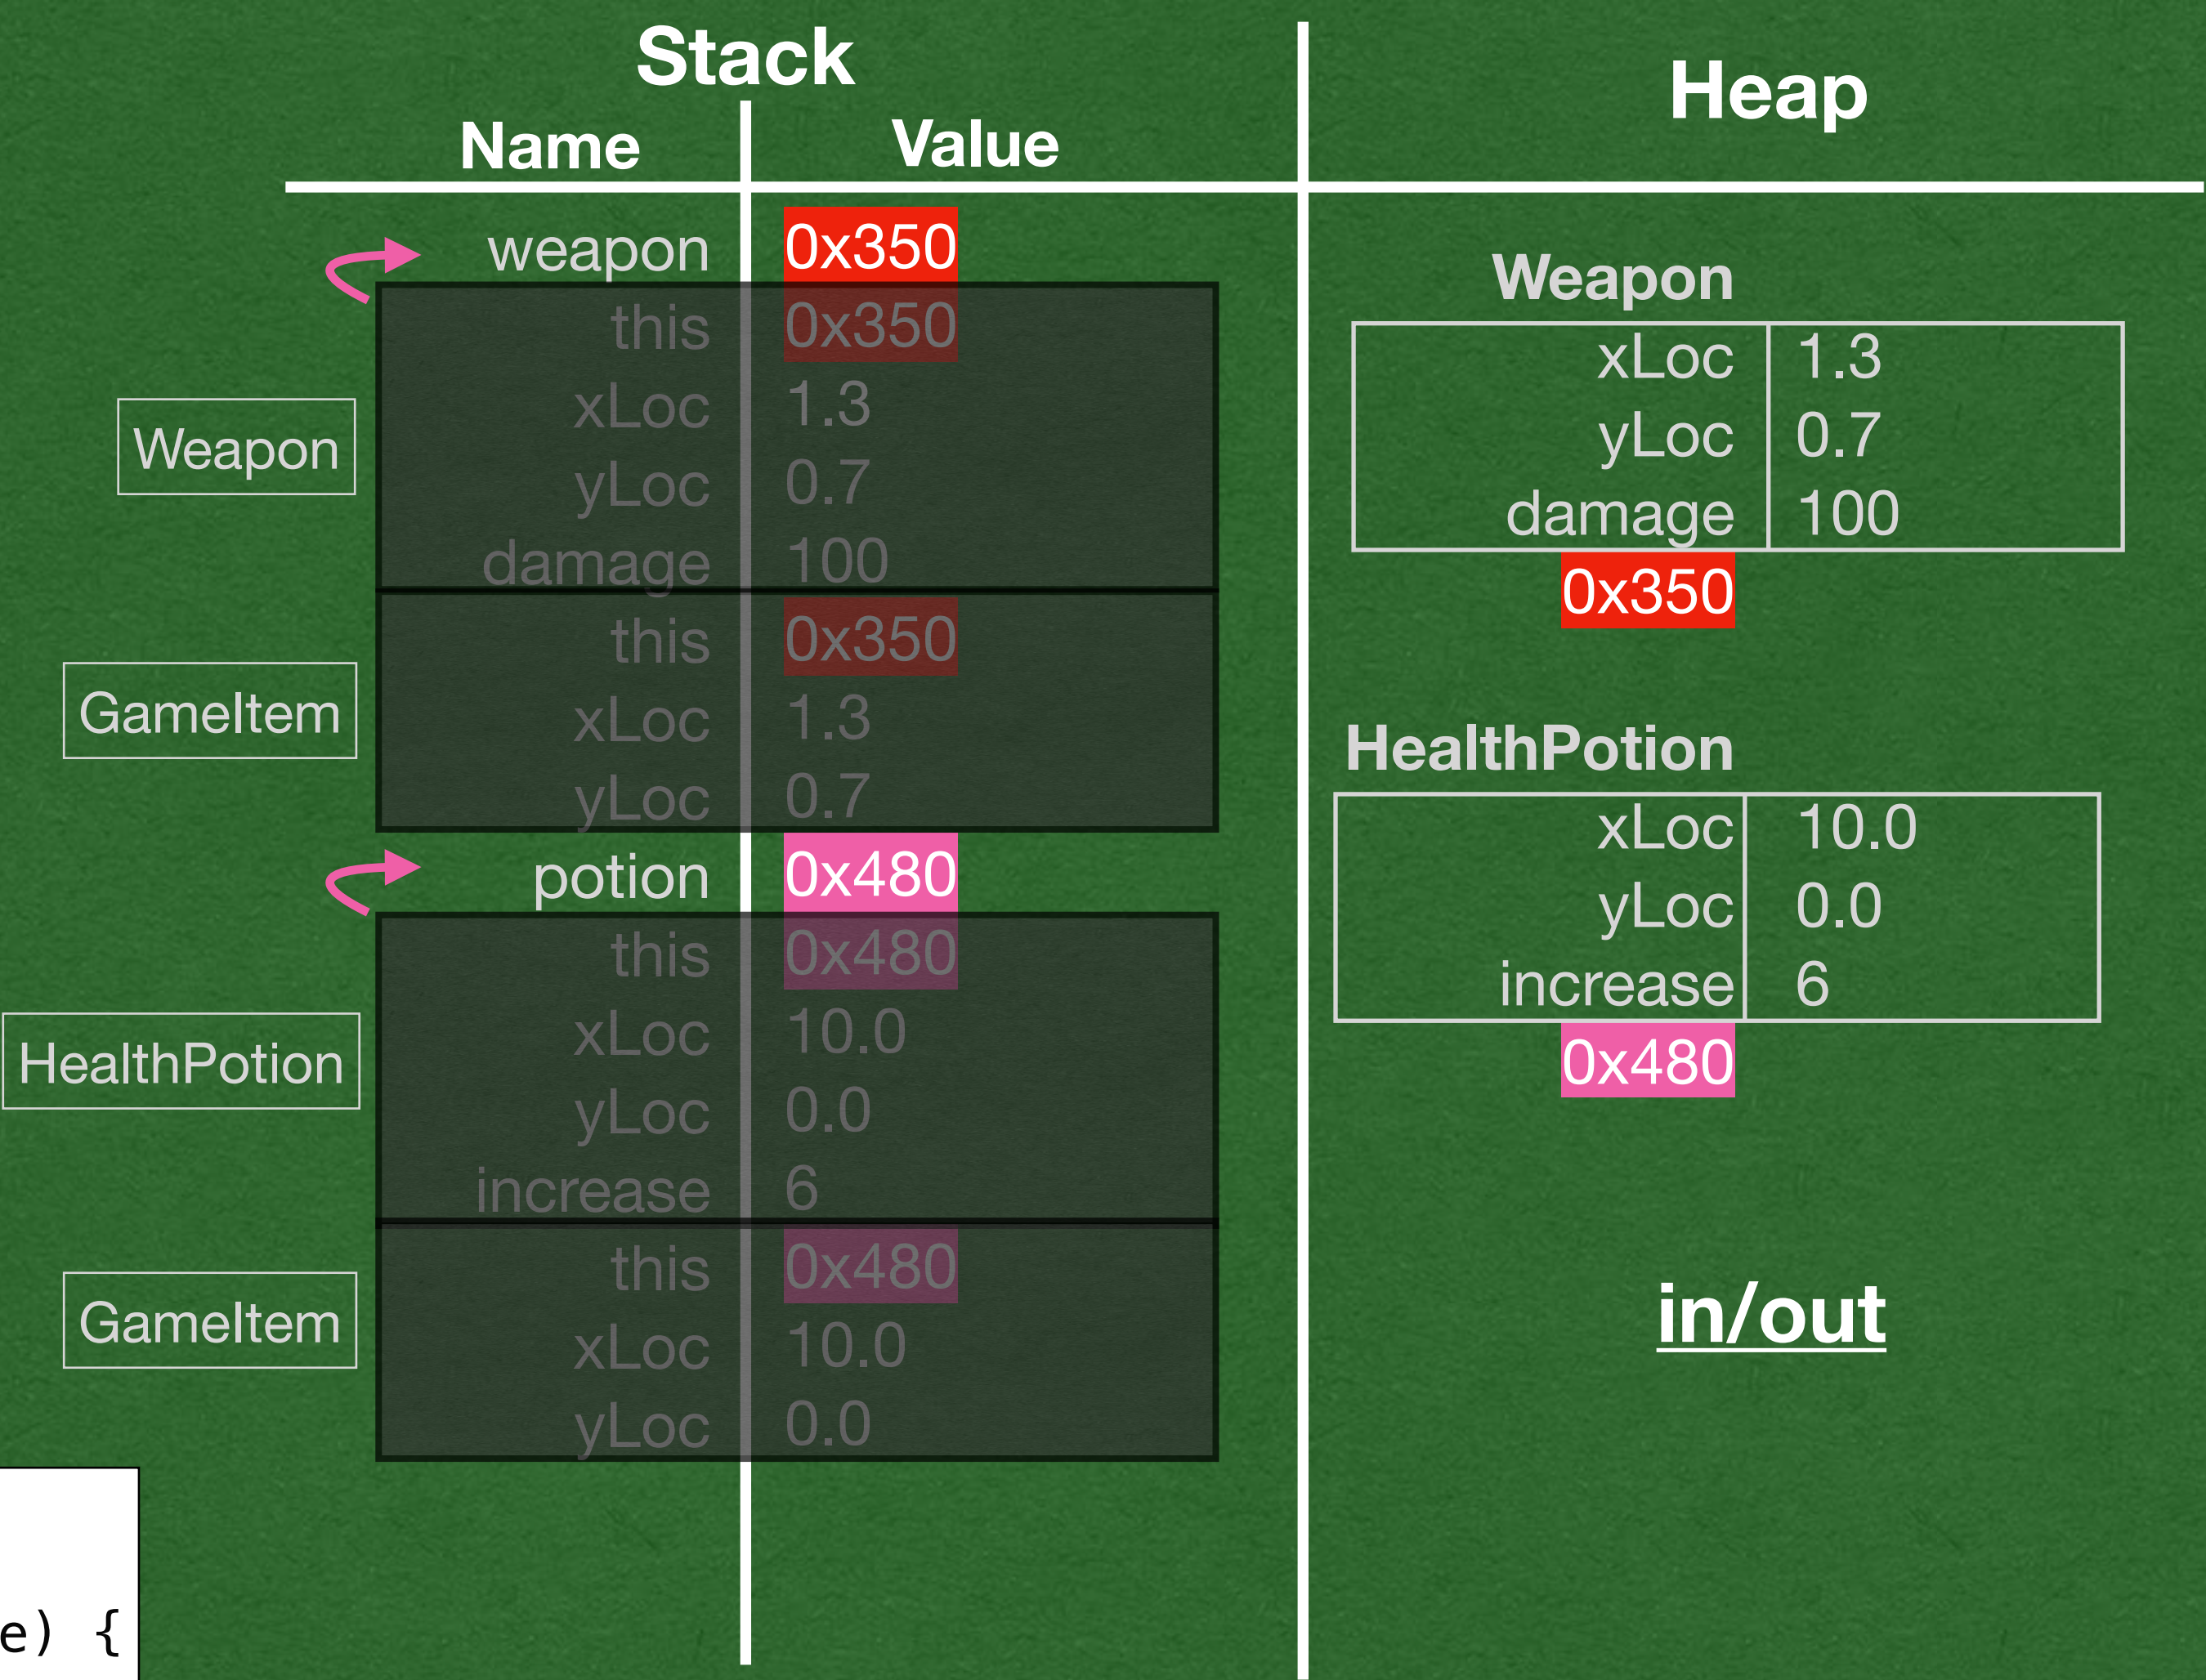 Stack
Heap
Name Value
weapon 0x350
this 0x350
xLoc 1.3
yLoc 0.7
damage 100
Weapon
this 0x350
xLoc 1.3
yLoc 0.7
GameItem
potion 0x480
this 0x480
xLoc 10.0
yLoc 0.0
increase 6
HealthPotion
this 0x480
xLoc 10.0
yLoc 0.0
GameItem
Weapon
xLoc 1.3
yLoc 0.7
damage 100
0x350
HealthPotion
xLoc 10.0
yLoc 0.0
increase 6
0x480
in/out
e) {